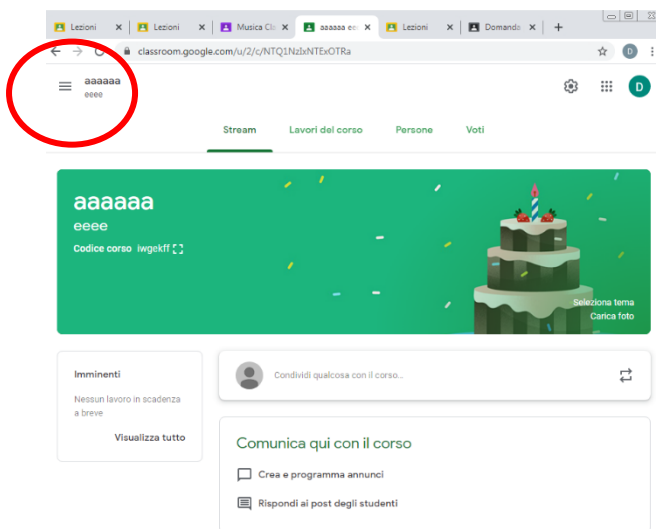 Lezioni
Lezioni
Musica Cl
aaaaaa ee
Lezioni
Domanda
classroom.google.com/u/2/c/NTQ1NzIxNTExOTRa
D
aaaaaa
eeee
D
Stream Lavori del corso Persone Voti
aaaaaa
eeee
Codice corso iwgekff
Seleziona tema
Carica foto
Imminenti
Nessun lavoro in scadenza
a breve
Visualizza tutto
Condividi qualcosa con il corso...
Comunica qui con il corso
Crea e programma annunci
Rispondi ai post degli studenti